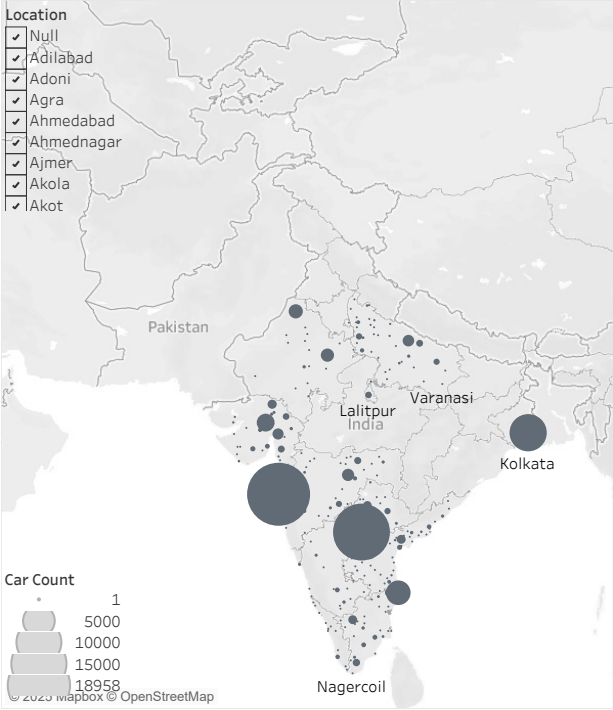 Location
Null
Adilabad
Adoni
Agra
Ahmedabad
Ahmednagar
Ajmer
Akola
Akot
Pakistan
Lalitpur
Varanasi
India
Kolkata
Nagercoil
Car Count
1
5000
10000
15000
18958
© 2025 Mapbox © OpenStreetMap